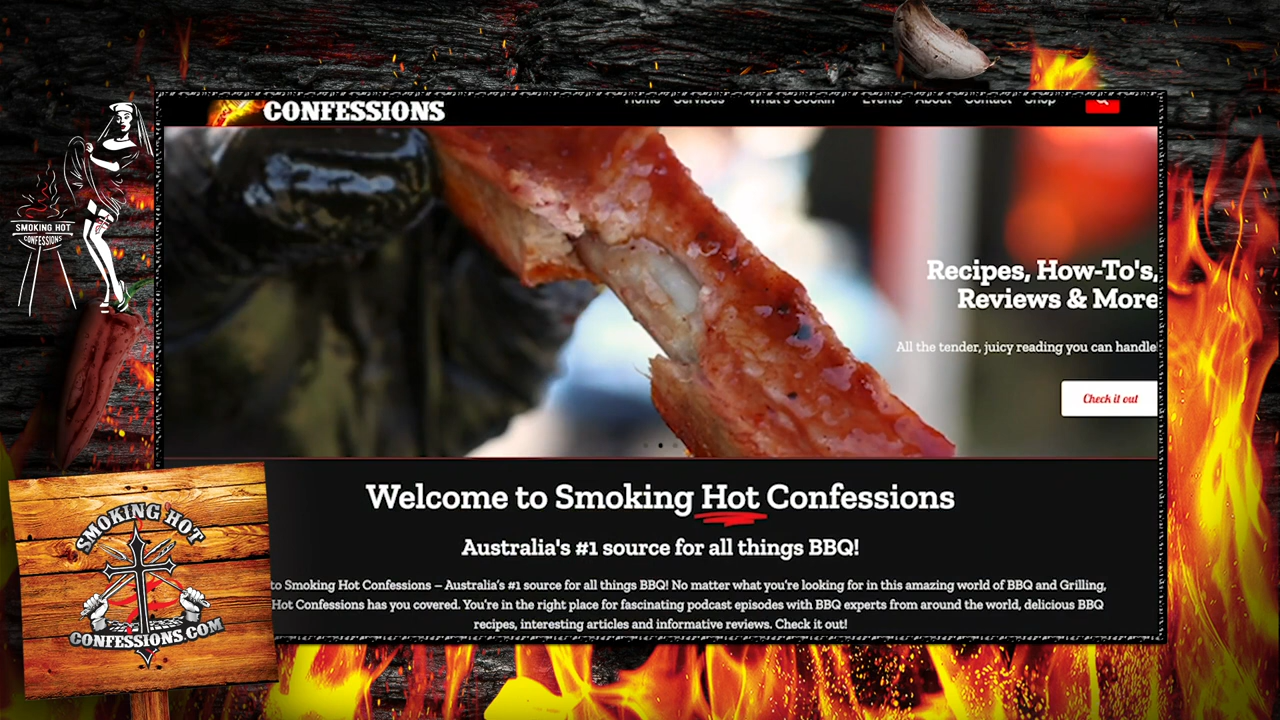 CONFESSIONS
Home Services What's Cookin' Events About Contact Shop
SMOKING HOT
CONFESSIONS
Recipes, How-To's,
Reviews & More
All the tender, juicy reading you can handle
Check it out
Welcome to Smoking Hot Confessions
Australia's #1 source for all things BBQ!
to Smoking Hot Confessions – Australia's #1 source for all things BBQ! No matter what you're looking for in this amazing world of BBQ and Grilling,
Hot Confessions has you covered. You're in the right place for fascinating podcast episodes with BBQ experts from around the world, delicious BBQ
recipes, interesting articles and informative reviews. Check it out!
SMOKING HOT
CONFESSIONS.COM